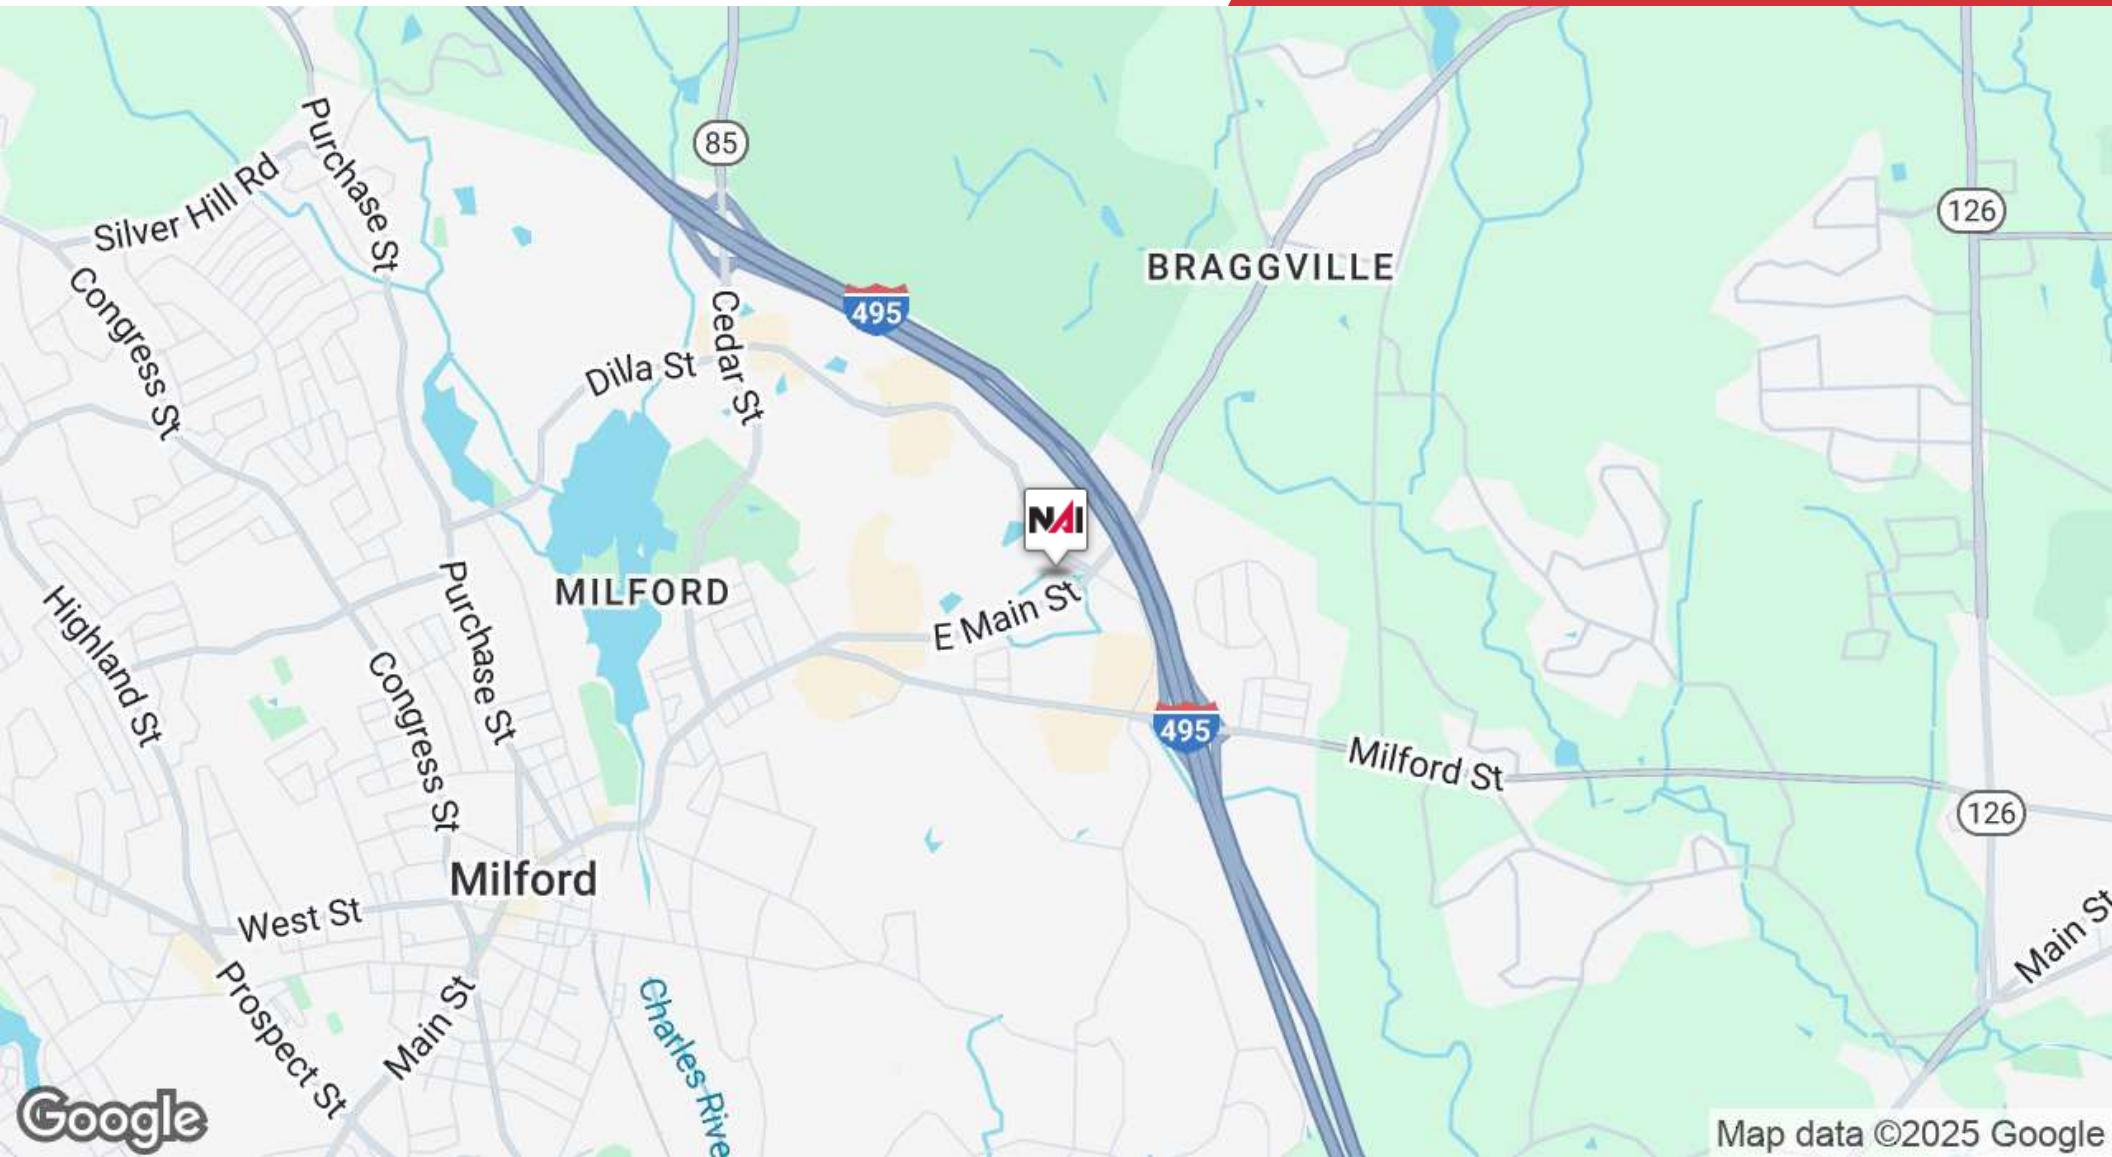 85
Purchase St
Silver Hill Rd
126
BRAGGVILLE
Congress St
495
Cedar St
Dilla St
NAI
MILFORD
E Main St
Highland St
Purchase St
Congress St
495
Milford St
126
Milford
West St
Main St
Prospect St
Main St
Charles Rive
Google
Map data ©2025 Google